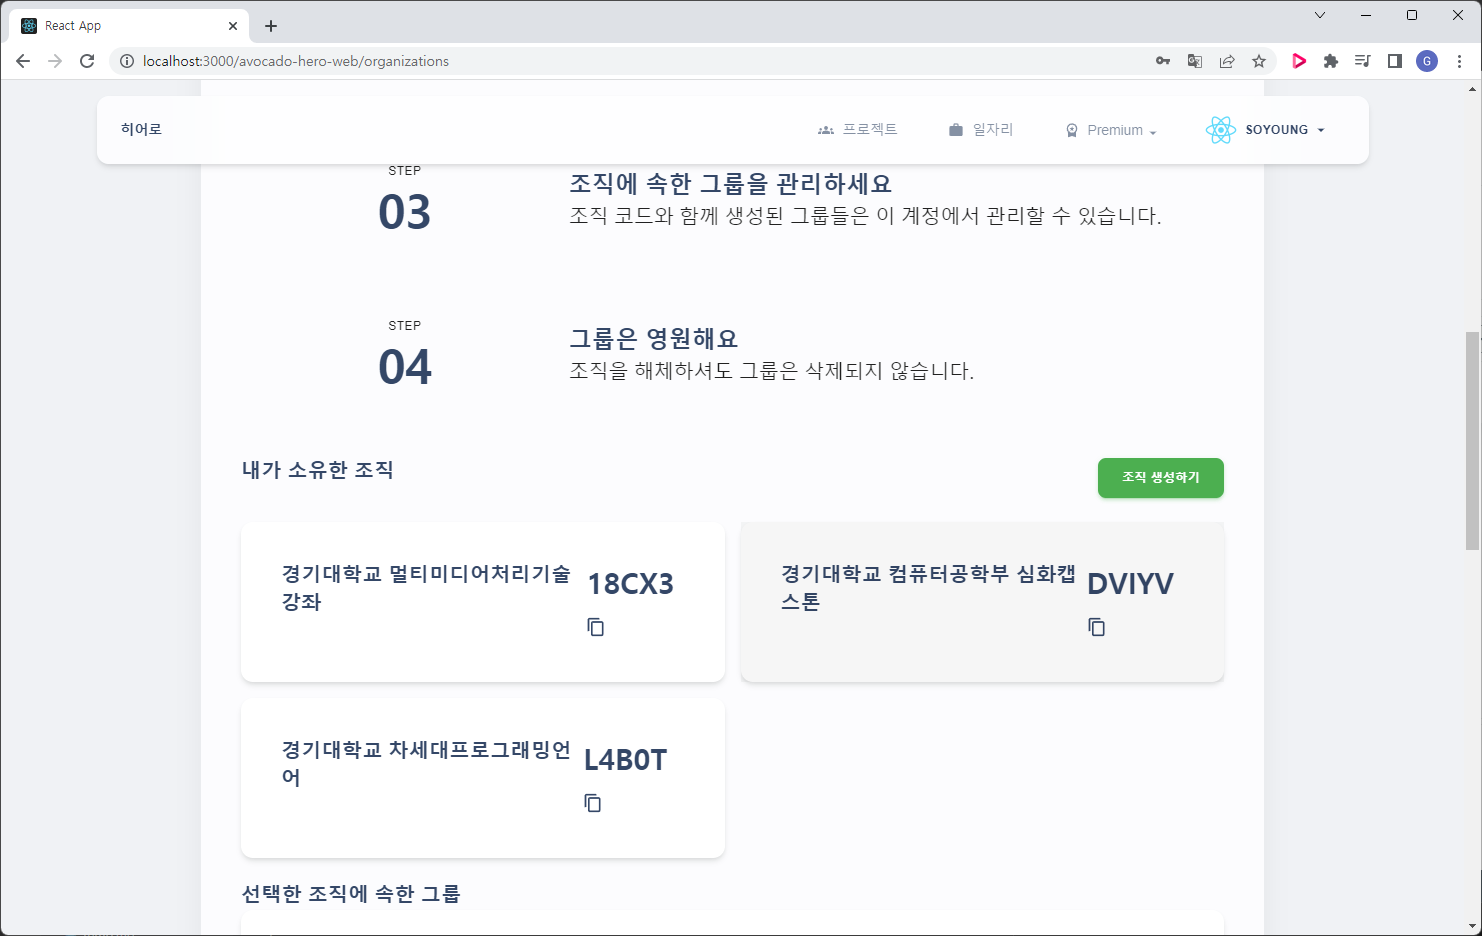 React App
localhost:3000/avocado-hero-web/organizations
G
히어로
프로젝트
일자리
Premium
SOYOUNG
STEP
03
조직에 속한 그룹을 관리하세요
조직 코드와 함께 생성된 그룹들은 이 계정에서 관리할 수 있습니다.
STEP
04
그룹은 영원해요
조직을 해체하셔도 그룹은 삭제되지 않습니다.
내가 소유한 조직
조직 생성하기
경기대학교 멀티미디어처리기술
강좌
18CX3
경기대학교 컴퓨터공학부 심화캡
스톤
DVIYV
경기대학교 차세대프로그래밍언
어
L4B0T
선택한 조직에 속한 그룹